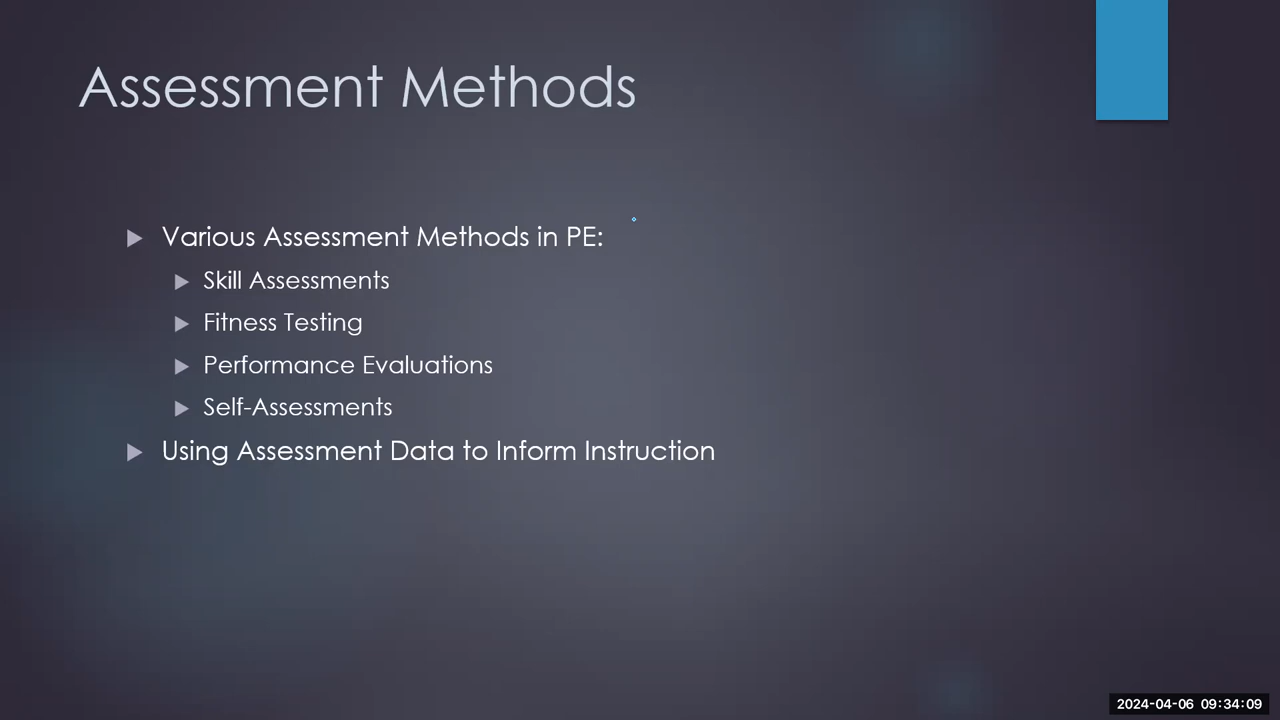 Assessment Methods
Various Assessment Methods in PE:
Skill Assessments
Fitness Testing
Performance Evaluations
Self-Assessments
Using Assessment Data to Inform Instruction
2024-04-06 09:34:09